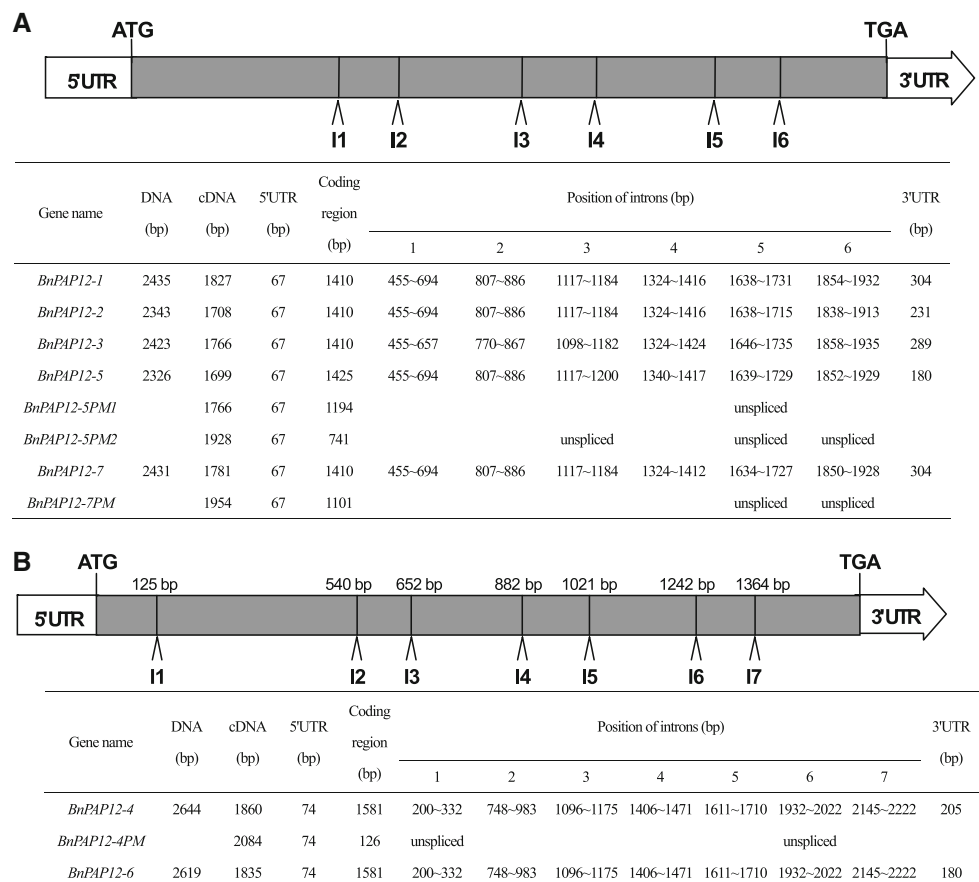 A
ATG TGA
5'UTR 3'UTR
I1 I2 I3 I4 I5 I6
Gene name DNA (bp) cDNA (bp) 5'UTR (bp) Coding region (bp) Position of introns (bp) 3'UTR (bp)
1 2 3 4 5 6
BnPAP12-1 2435 1827 67 1410 455~694 807~886 1117~1184 1324~1416 1638~1731 1854~1932 304
BnPAP12-2 2343 1708 67 1410 455~694 807~886 1117~1184 1324~1416 1638~1715 1838~1913 231
BnPAP12-3 2423 1766 67 1410 455~657 770~867 1098~1182 1324~1424 1646~1735 1858~1935 289
BnPAP12-5 2326 1699 67 1425 455~694 807~886 1117~1200 1340~1417 1639~1729 1852~1929 180
BnPAP12-5PM1 1766 67 1194 unspliced
BnPAP12-5PM2 1928 67 741 unspliced unspliced unspliced
BnPAP12-7 2431 1781 67 1410 455~694 807~886 1117~1184 1324~1412 1634~1727 1850~1928 304
BnPAP12-7PM 1954 67 1101 unspliced unspliced
B
ATG TGA
125 bp 540 bp 652 bp 882 bp 1021 bp 1242 bp 1364 bp
5'UTR 3'UTR
I1 I2 I3 I4 I5 I6 I7
Gene name DNA (bp) cDNA (bp) 5'UTR (bp) Coding region (bp) Position of introns (bp) 3'UTR (bp)
1 2 3 4 5 6 7
BnPAP12-4 2644 1860 74 1581 200~332 748~983 1096~1175 1406~1471 1611~1710 1932~2022 2145~2222 205
BnPAP12-4PM 2084 74 126 unspliced unspliced
BnPAP12-6 2619 1835 74 1581 200~332 748~983 1096~1175 1406~1471 1611~1710 1932~2022 2145~2222 180